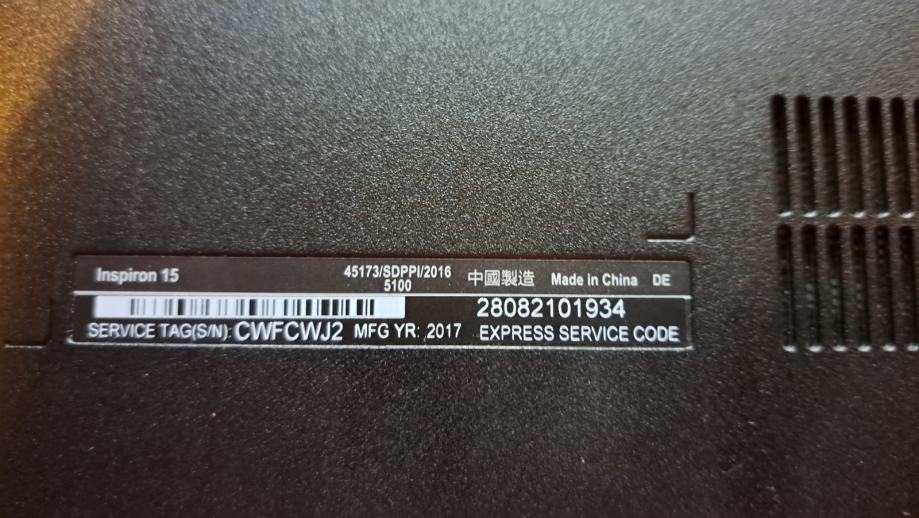 Inspiron 15 45173/SDPPI/2016 中國製造 Made in China DE
5100
28082101934
SERVICE TAG(S/N): CWFCWJ2 MFG YR: 2017 EXPRESS SERVICE CODE